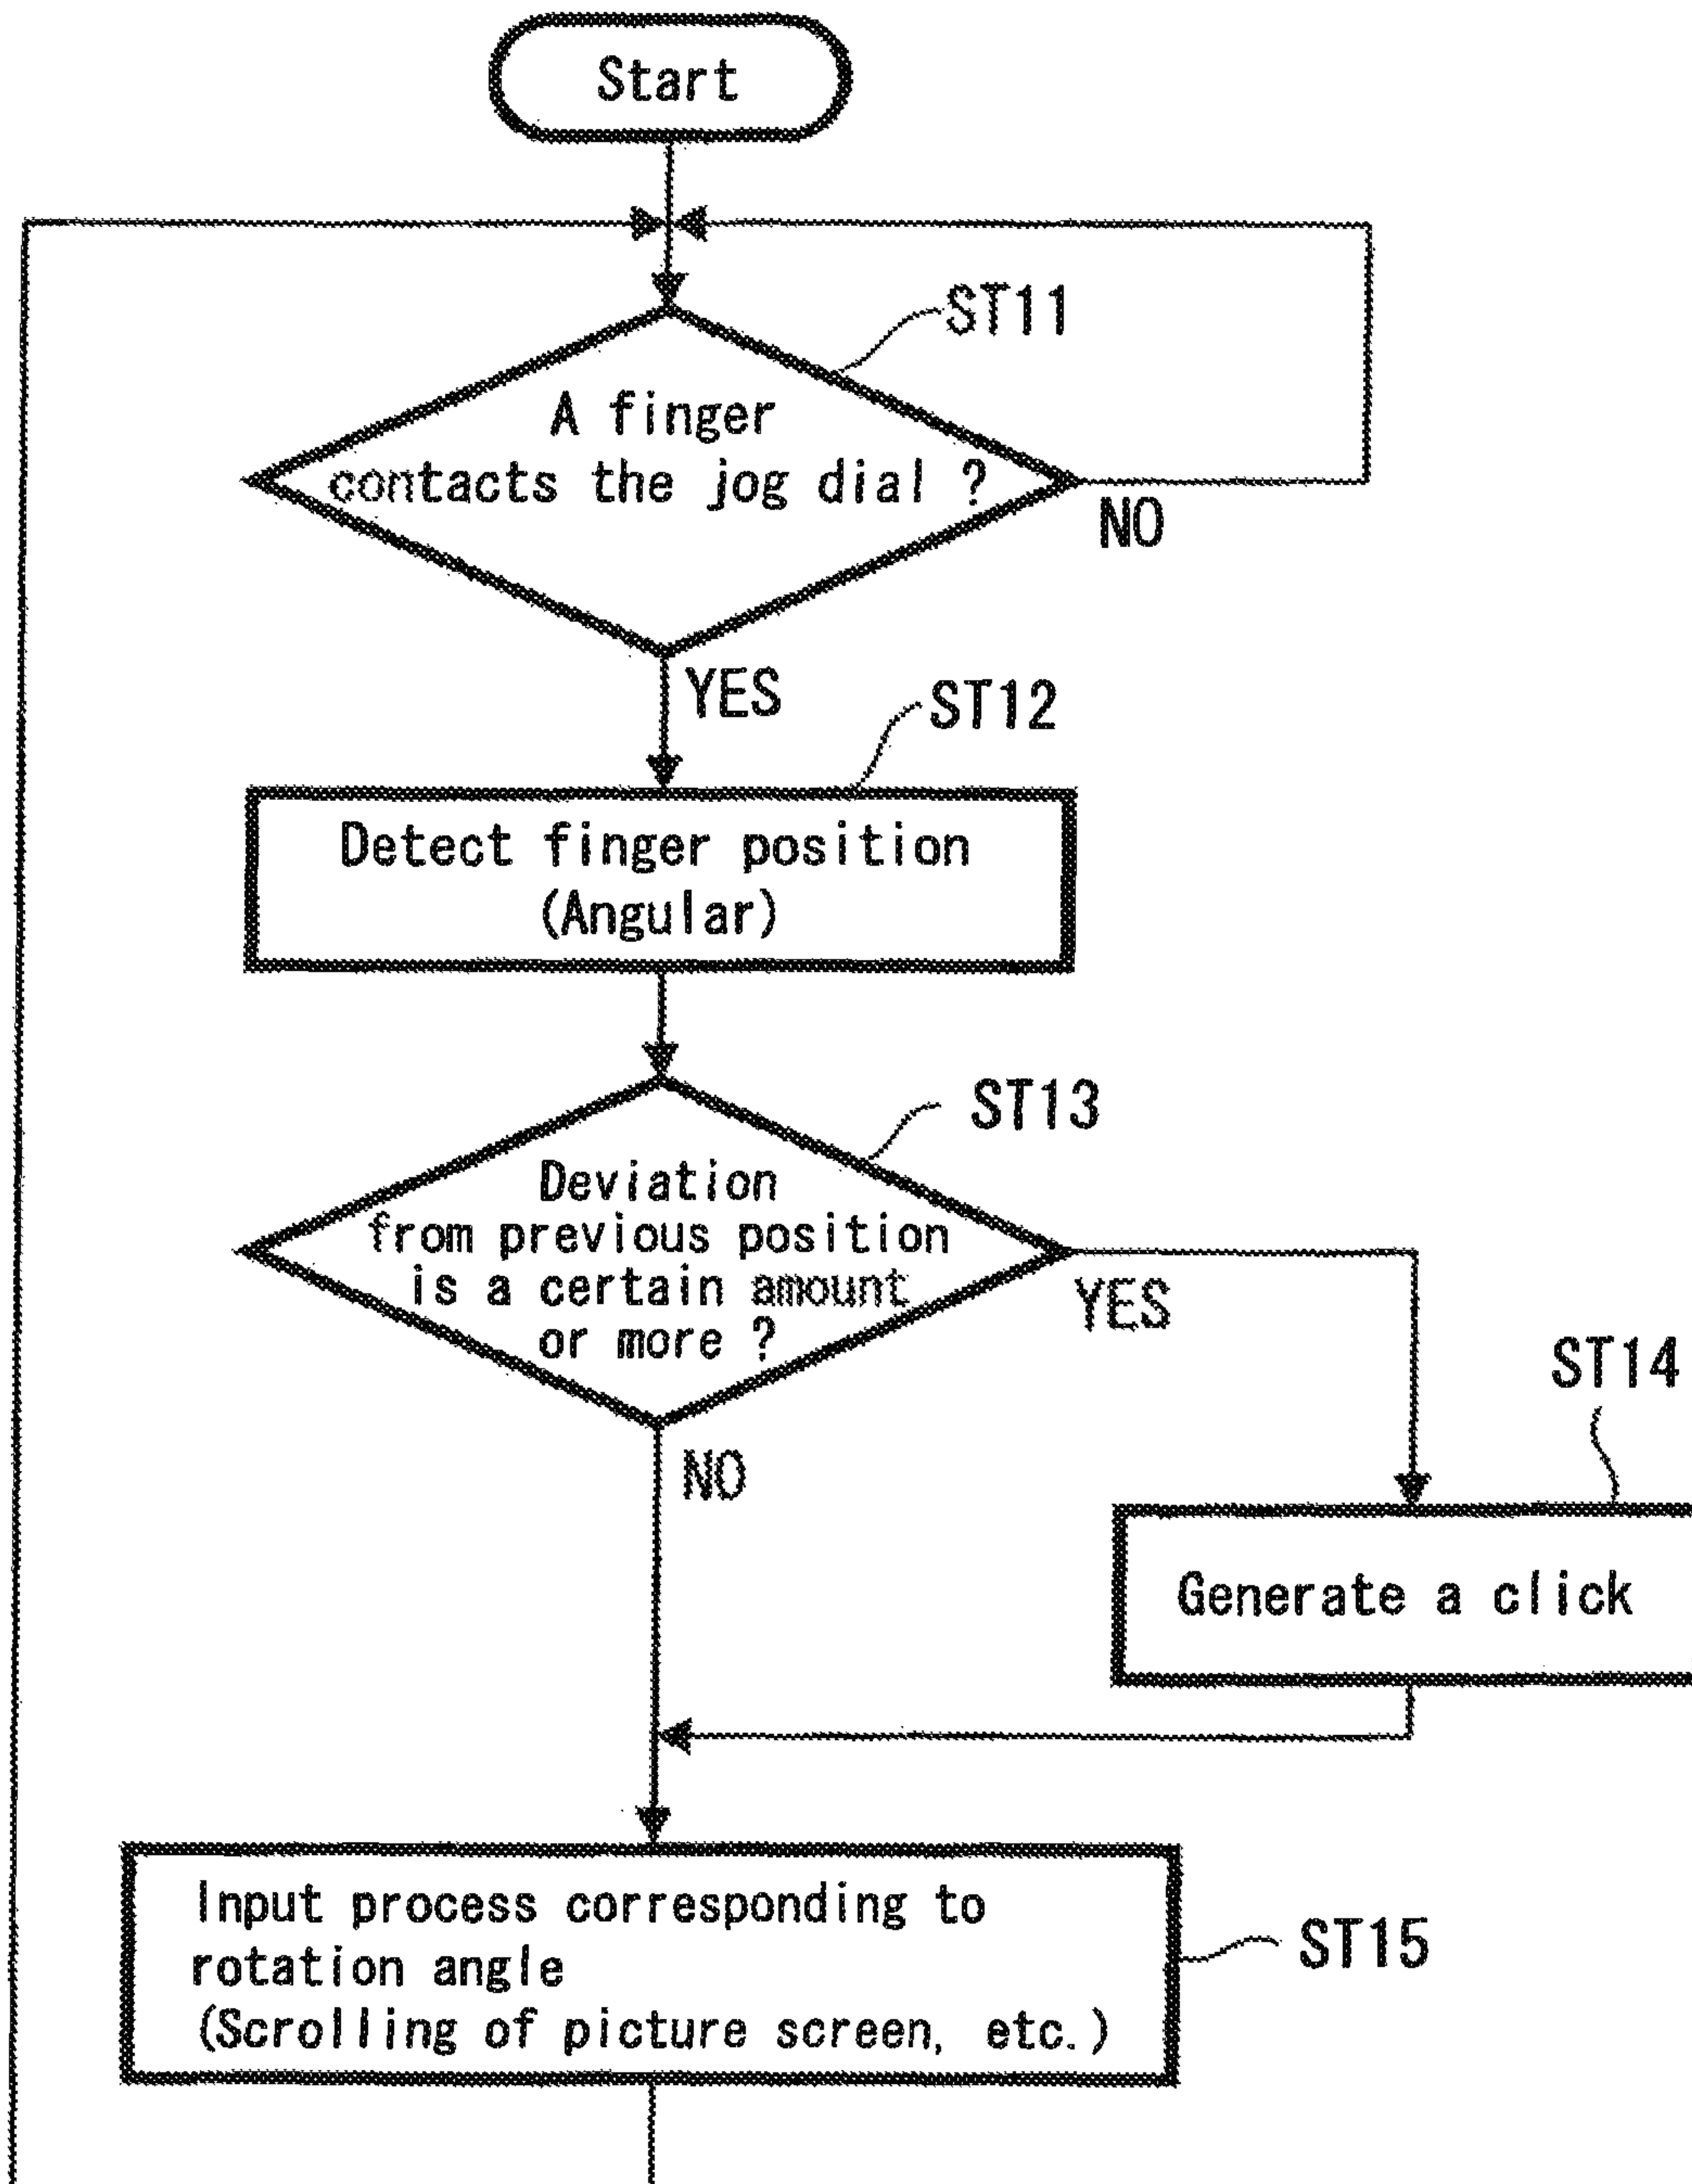 Start
ST11
A finger
contacts the jog dial ?
NO
YES
ST12
Detect finger position
(Angular)
ST13
Deviation
from previous position
is a certain amount
or more ?
YES
ST14
NO
Generate a click
Input process corresponding to
rotation angle
(Scrolling of picture screen, etc.)
ST15